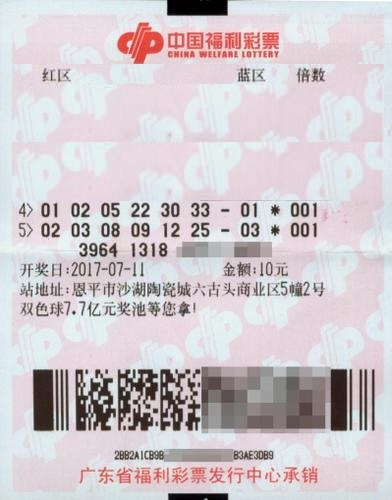 中国福利彩票
CHINA WELFARE LOTTERY
红区 蓝区 倍数
4> 01 02 05 22 30 33 - 01 * 001
5> 02 03 08 09 12 25 - 03 * 001
3964 1318
开奖日:2017-07-11 金额:10元
站地址:恩平市沙湖陶瓷城六古头商业区5幢2号
双色球7.7亿元奖池等您拿!
2BB2A1CB9B B3AE3DB9
广东省福利彩票发行中心承销